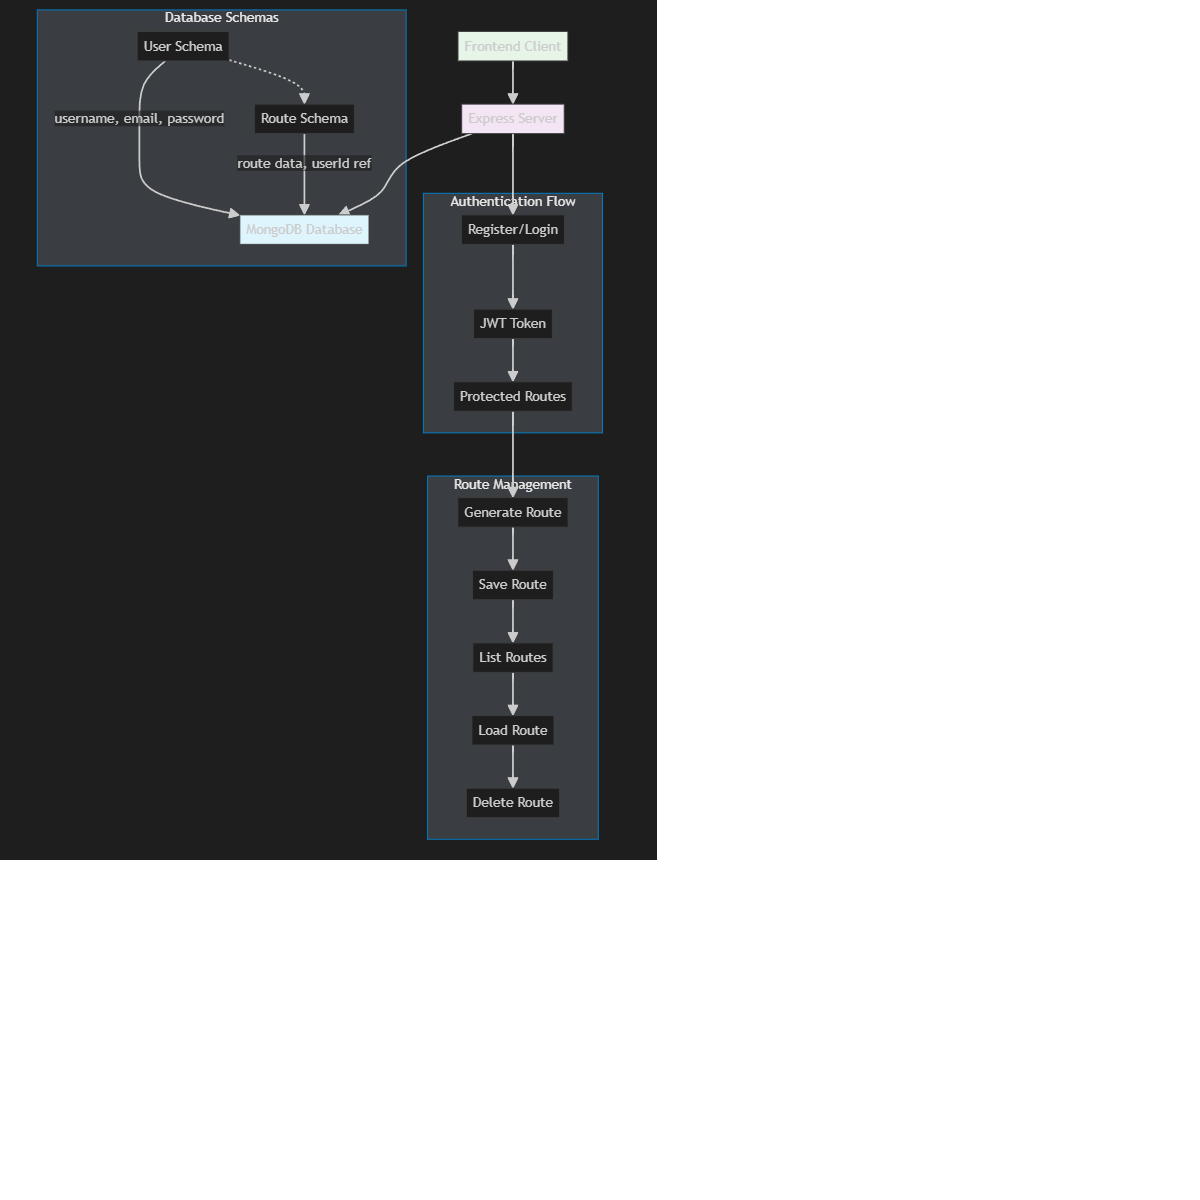 Database Schemas
User Schema
Frontend Client
username, email, password
Route Schema
Express Server
route data, userId ref
Authentication Flow
MongoDB Database
Register/Login
JWT Token
Protected Routes
Route Management
Generate Route
Save Route
List Routes
Load Route
Delete Route